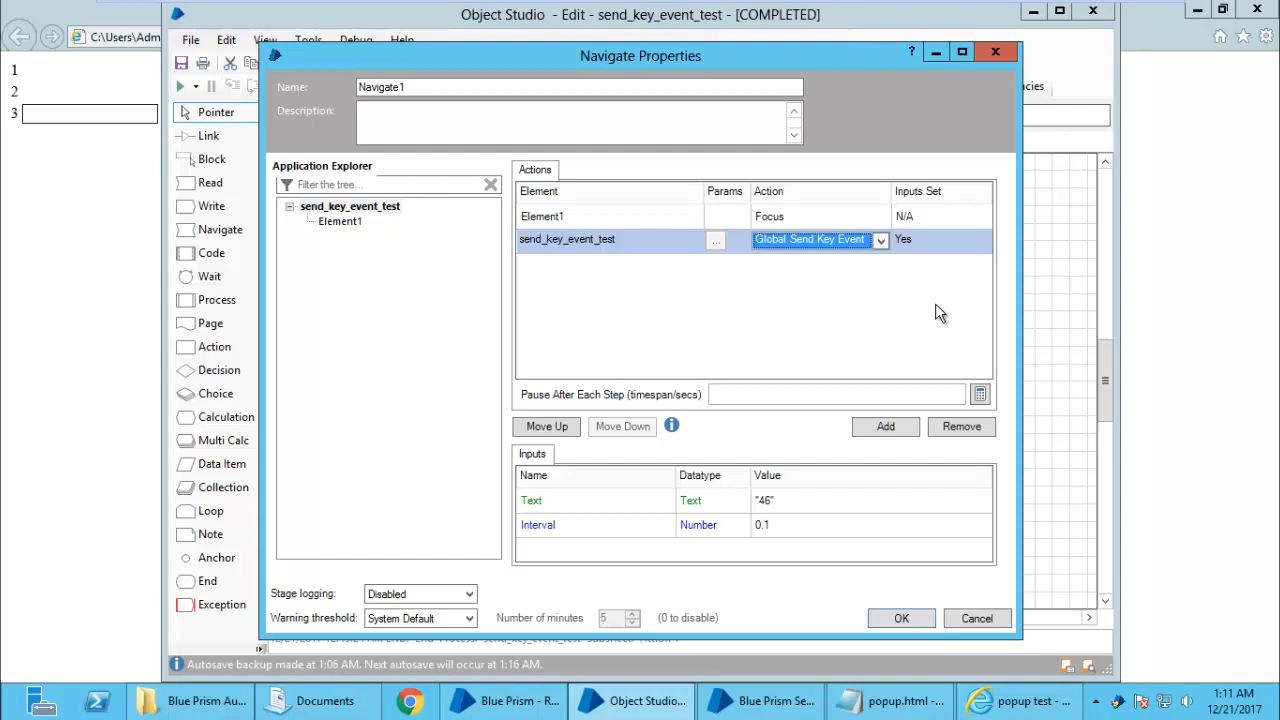 Object Studio - Edit - send_key_event_test - [COMPLETED]
C:\Users\Adm
File Edit View Tools Debug Help
Navigate Properties
?
1
2
3
Name: Navigate1
Description:
Pointer
Link
Block
Read
Write
Navigate
Code
Wait
Process
Page
Action
Decision
Choice
Calculation
Multi Calc
Data Item
Collection
Loop
Note
Anchor
End
Exception
Application Explorer
Filter the tree...
send_key_event_test
Element1
Actions
Element Params Action Inputs Set
Element1 Focus N/A
send_key_event_test ... Global Send Key Event Yes
Pause After Each Step (timespan/secs)
Move Up Move Down Add Remove
Inputs
Name Datatype Value
Text Text "46"
Interval Number 0.1
Stage logging: Disabled
Warning threshold: System Default Number of minutes 5 (0 to disable)
OK Cancel
Autosave backup made at 1:06 AM. Next autosave will occur at 1:16 AM.
Blue Prism Au... Documents Blue Prism - R... Object Studio... Blue Prism Se... popup.html -... popup test - ...
1:11 AM
12/21/2017